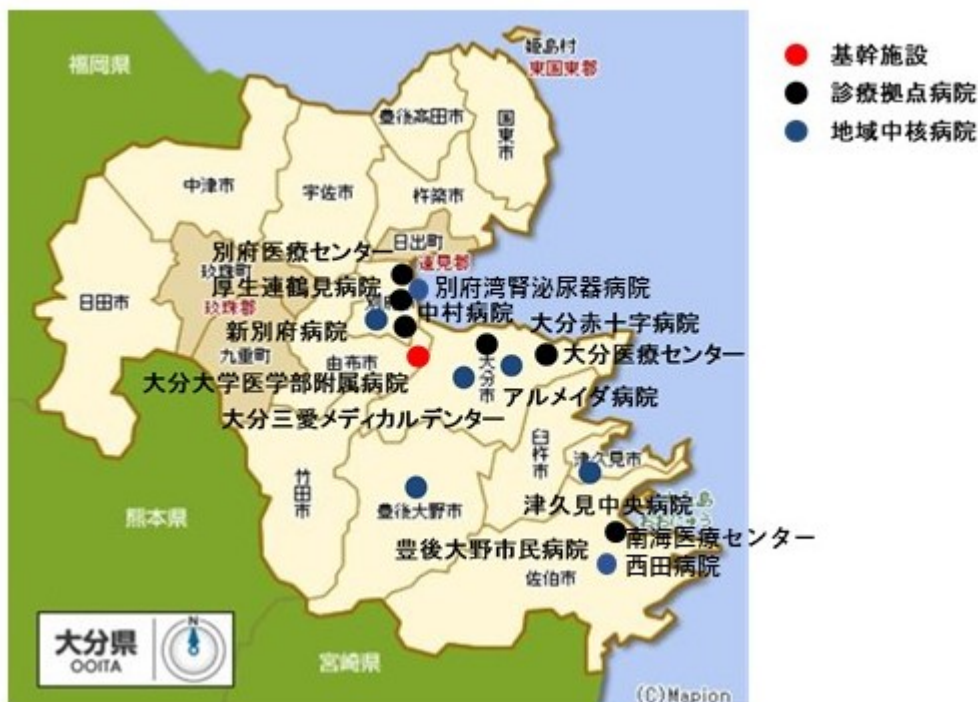 姫島村
東国東郡
福岡県
豊後高田市
国東市
中津市
宇佐市
杵築市
日出町
速見郡
別府医療センター
玖珠町
厚生連鶴見病院
別府湾腎泌尿器病院
日田市
玖珠郡
中村病院
新別府病院
大分赤十字病院
九重町
由布市
大分医療センター
大分市
大分大学医学部附属病院
アルメイダ病院
大分三愛メディカルデンター
臼杵市
津久見市
竹田市
豊後大野市
津久見中央病院
熊本県
南海医療センター
豊後大野市民病院
西田病院
佐伯市
大分県
OOITA
N
宮崎県
(C)Mapion
基幹施設
診療拠点病院
地域中核病院